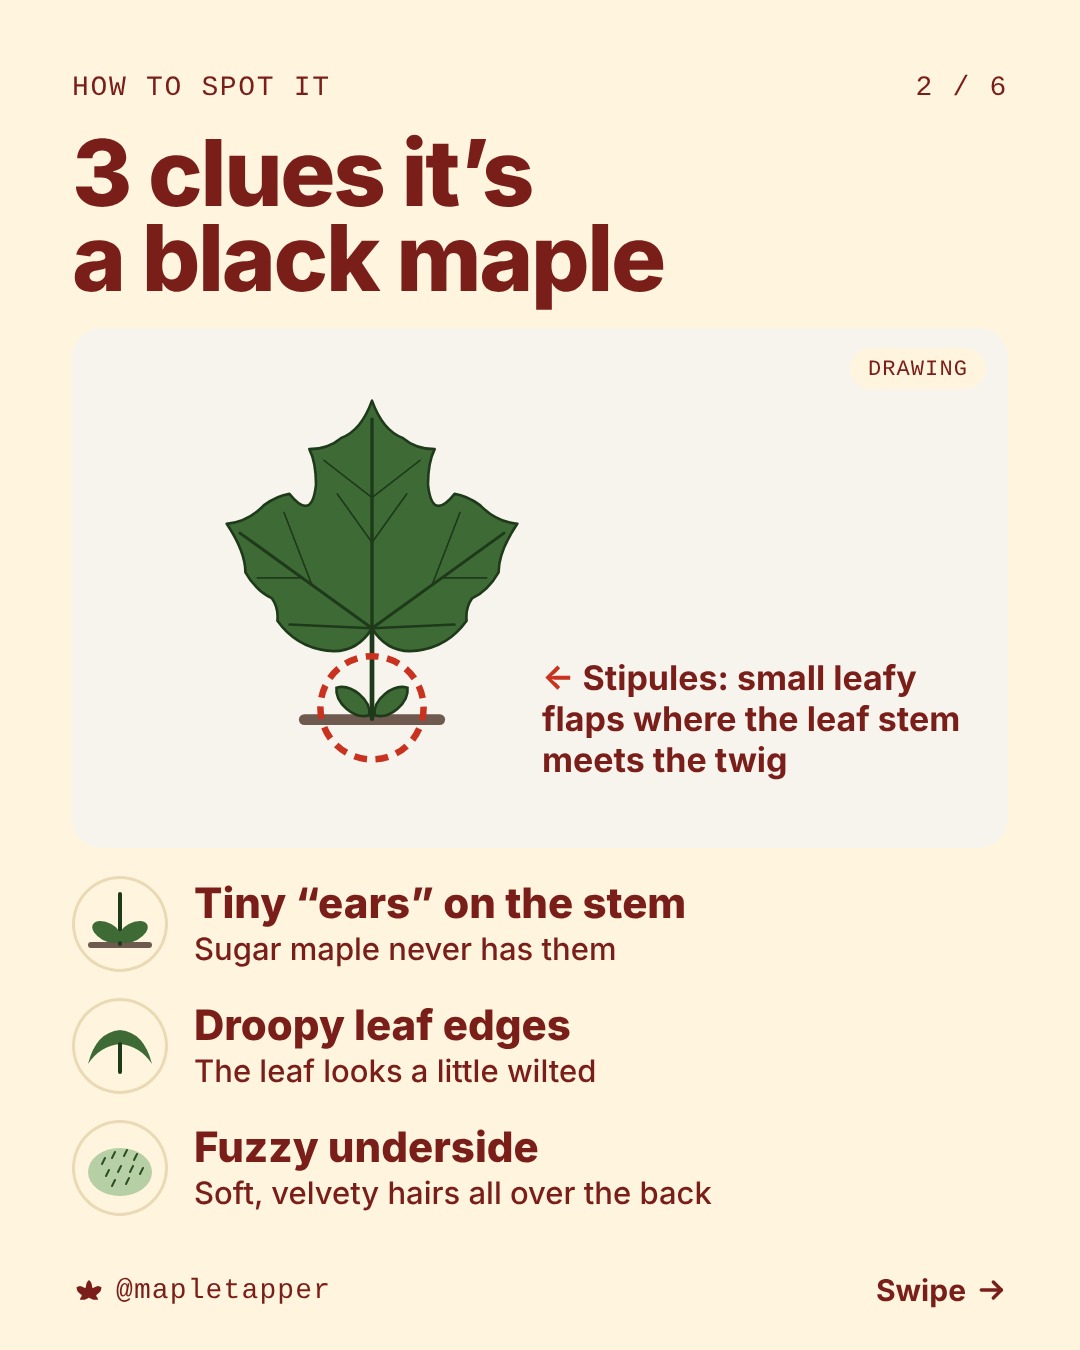 HOW TO SPOT IT
2 / 6
3 clues it’s
a black maple
DRAWING
← Stipules: small leafy
flaps where the leaf stem
meets the twig
Tiny “ears” on the stem
Sugar maple never has them
Droopy leaf edges
The leaf looks a little wilted
Fuzzy underside
Soft, velvety hairs all over the back
@mapletapper
Swipe →